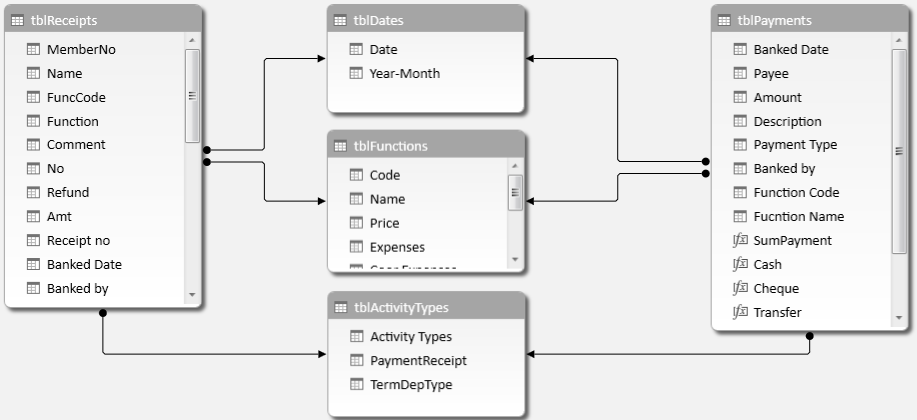 tblReceipts
MemberNo
Name
FuncCode
Function
Comment
No
Refund
Amt
Receipt no
Banked Date
Banked by
tblDates
Date
Year-Month
tblFunctions
Code
Name
Price
Expenses
tblActivityTypes
Activity Types
PaymentReceipt
TermDepType
tblPayments
Banked Date
Payee
Amount
Description
Payment Type
Banked by
Function Code
Fucntion Name
SumPayment
Cash
Cheque
Transfer